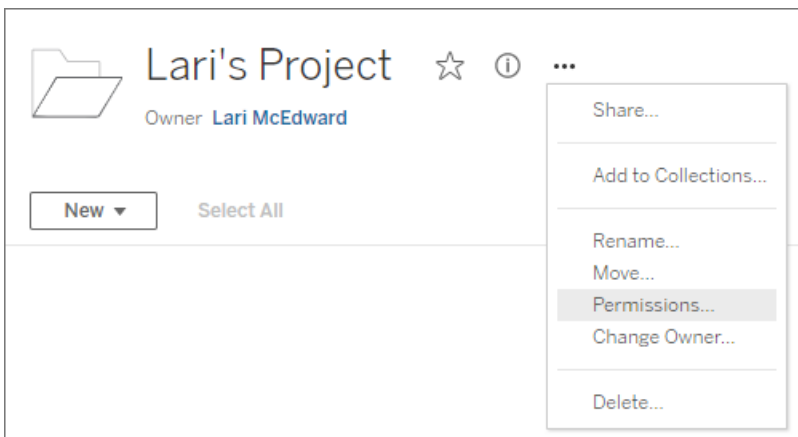 Lari's Project
Owner Lari McEdward
New
Select All
Share...
Add to Collections...
Rename...
Move...
Permissions...
Change Owner...
Delete...